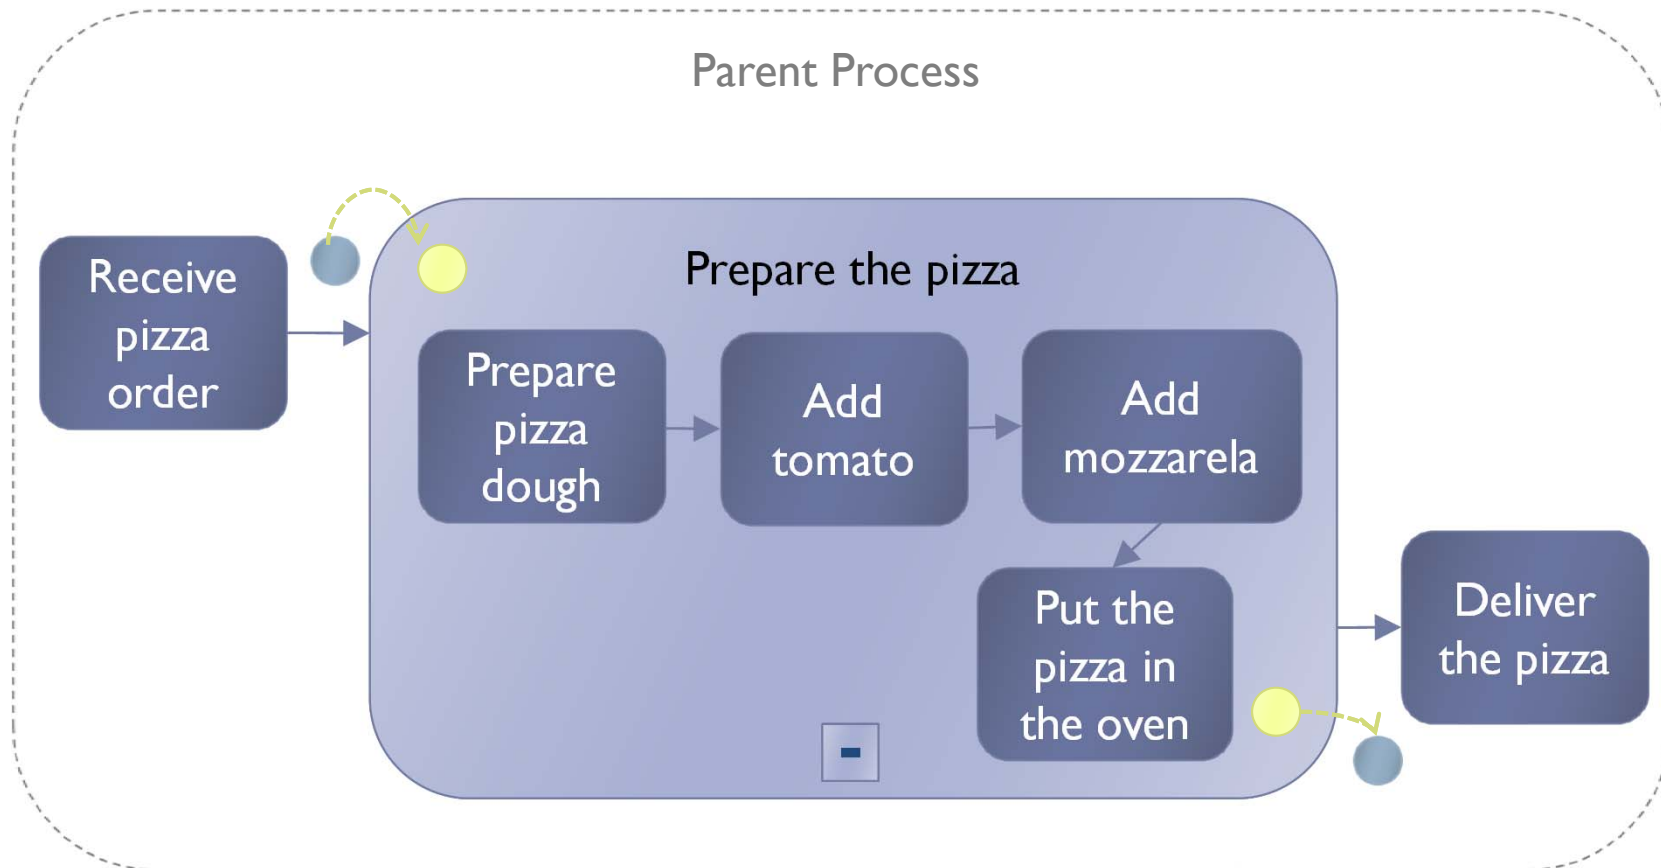 Parent Process
Receive
pizza
order
Prepare the pizza
Prepare
pizza
dough
Add
tomato
Add
mozzarela
Put the
pizza in
the oven
Deliver
the pizza
-